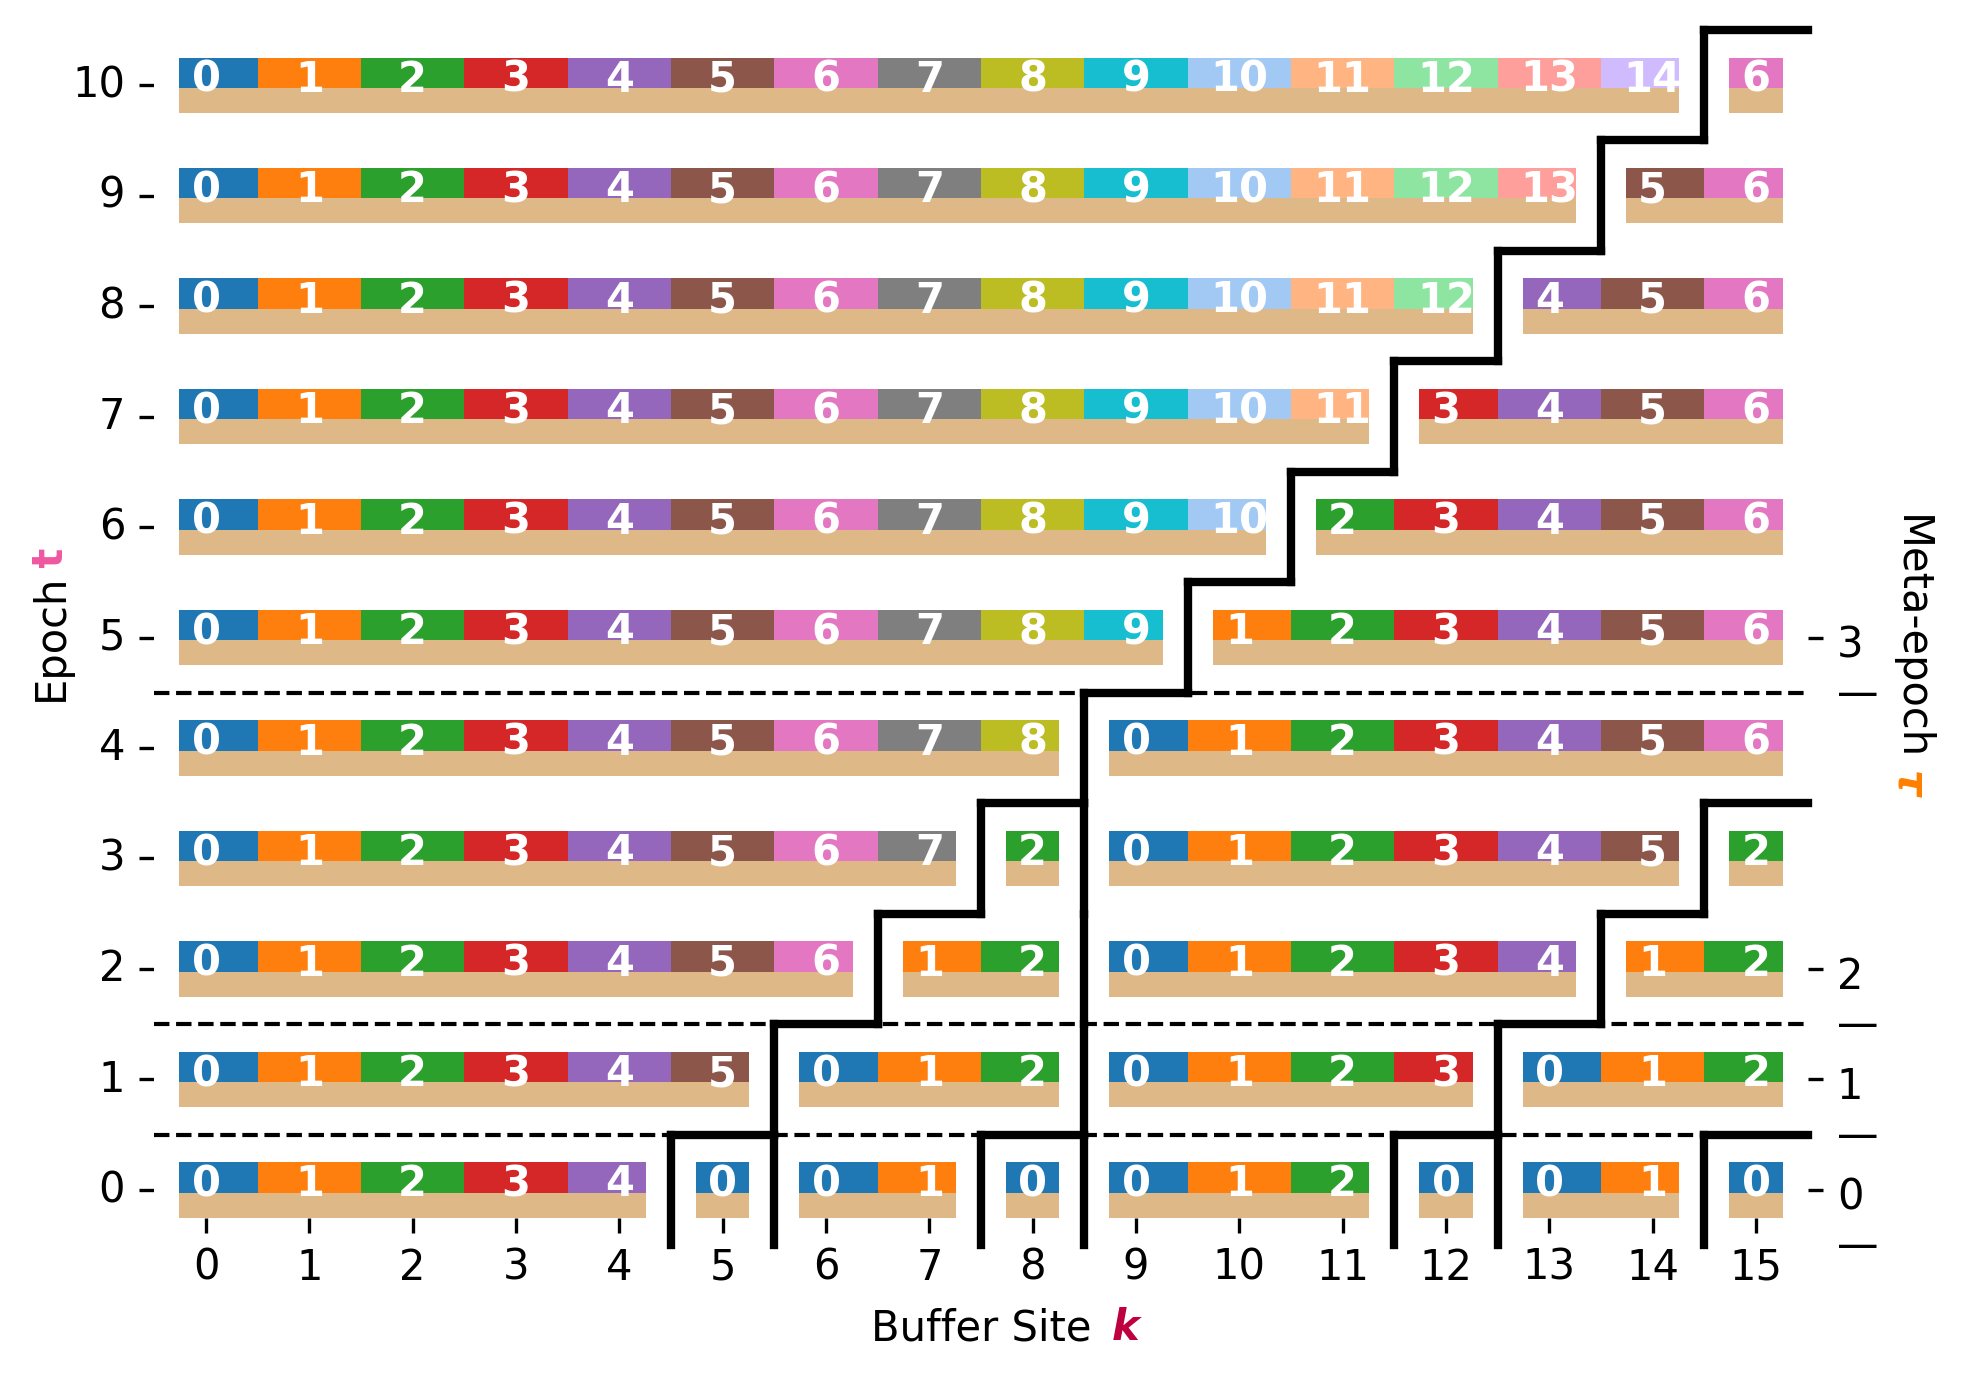 10 0 1 2 3 4 5 6 7 8 9 10 11 12 13 14 6
9 0 1 2 3 4 5 6 7 8 9 10 11 12 13 5 6
8 0 1 2 3 4 5 6 7 8 9 10 11 12 4 5 6
7 0 1 2 3 4 5 6 7 8 9 10 11 3 4 5 6
6 0 1 2 3 4 5 6 7 8 9 10 2 3 4 5 6
5 0 1 2 3 4 5 6 7 8 9 1 2 3 4 5 6 3
4 0 1 2 3 4 5 6 7 8 0 1 2 3 4 5 6
3 0 1 2 3 4 5 6 7 2 0 1 2 3 4 5 2
2 0 1 2 3 4 5 6 1 2 0 1 2 3 4 1 2 2
1 0 1 2 3 4 5 0 1 2 0 1 2 3 0 1 2 1
0 0 1 2 3 4 0 0 1 0 0 1 2 0 0 1 0 0
0 1 2 3 4 5 6 7 8 9 10 11 12 13 14 15
Buffer Site k
Epoch t
Meta-epoch τ